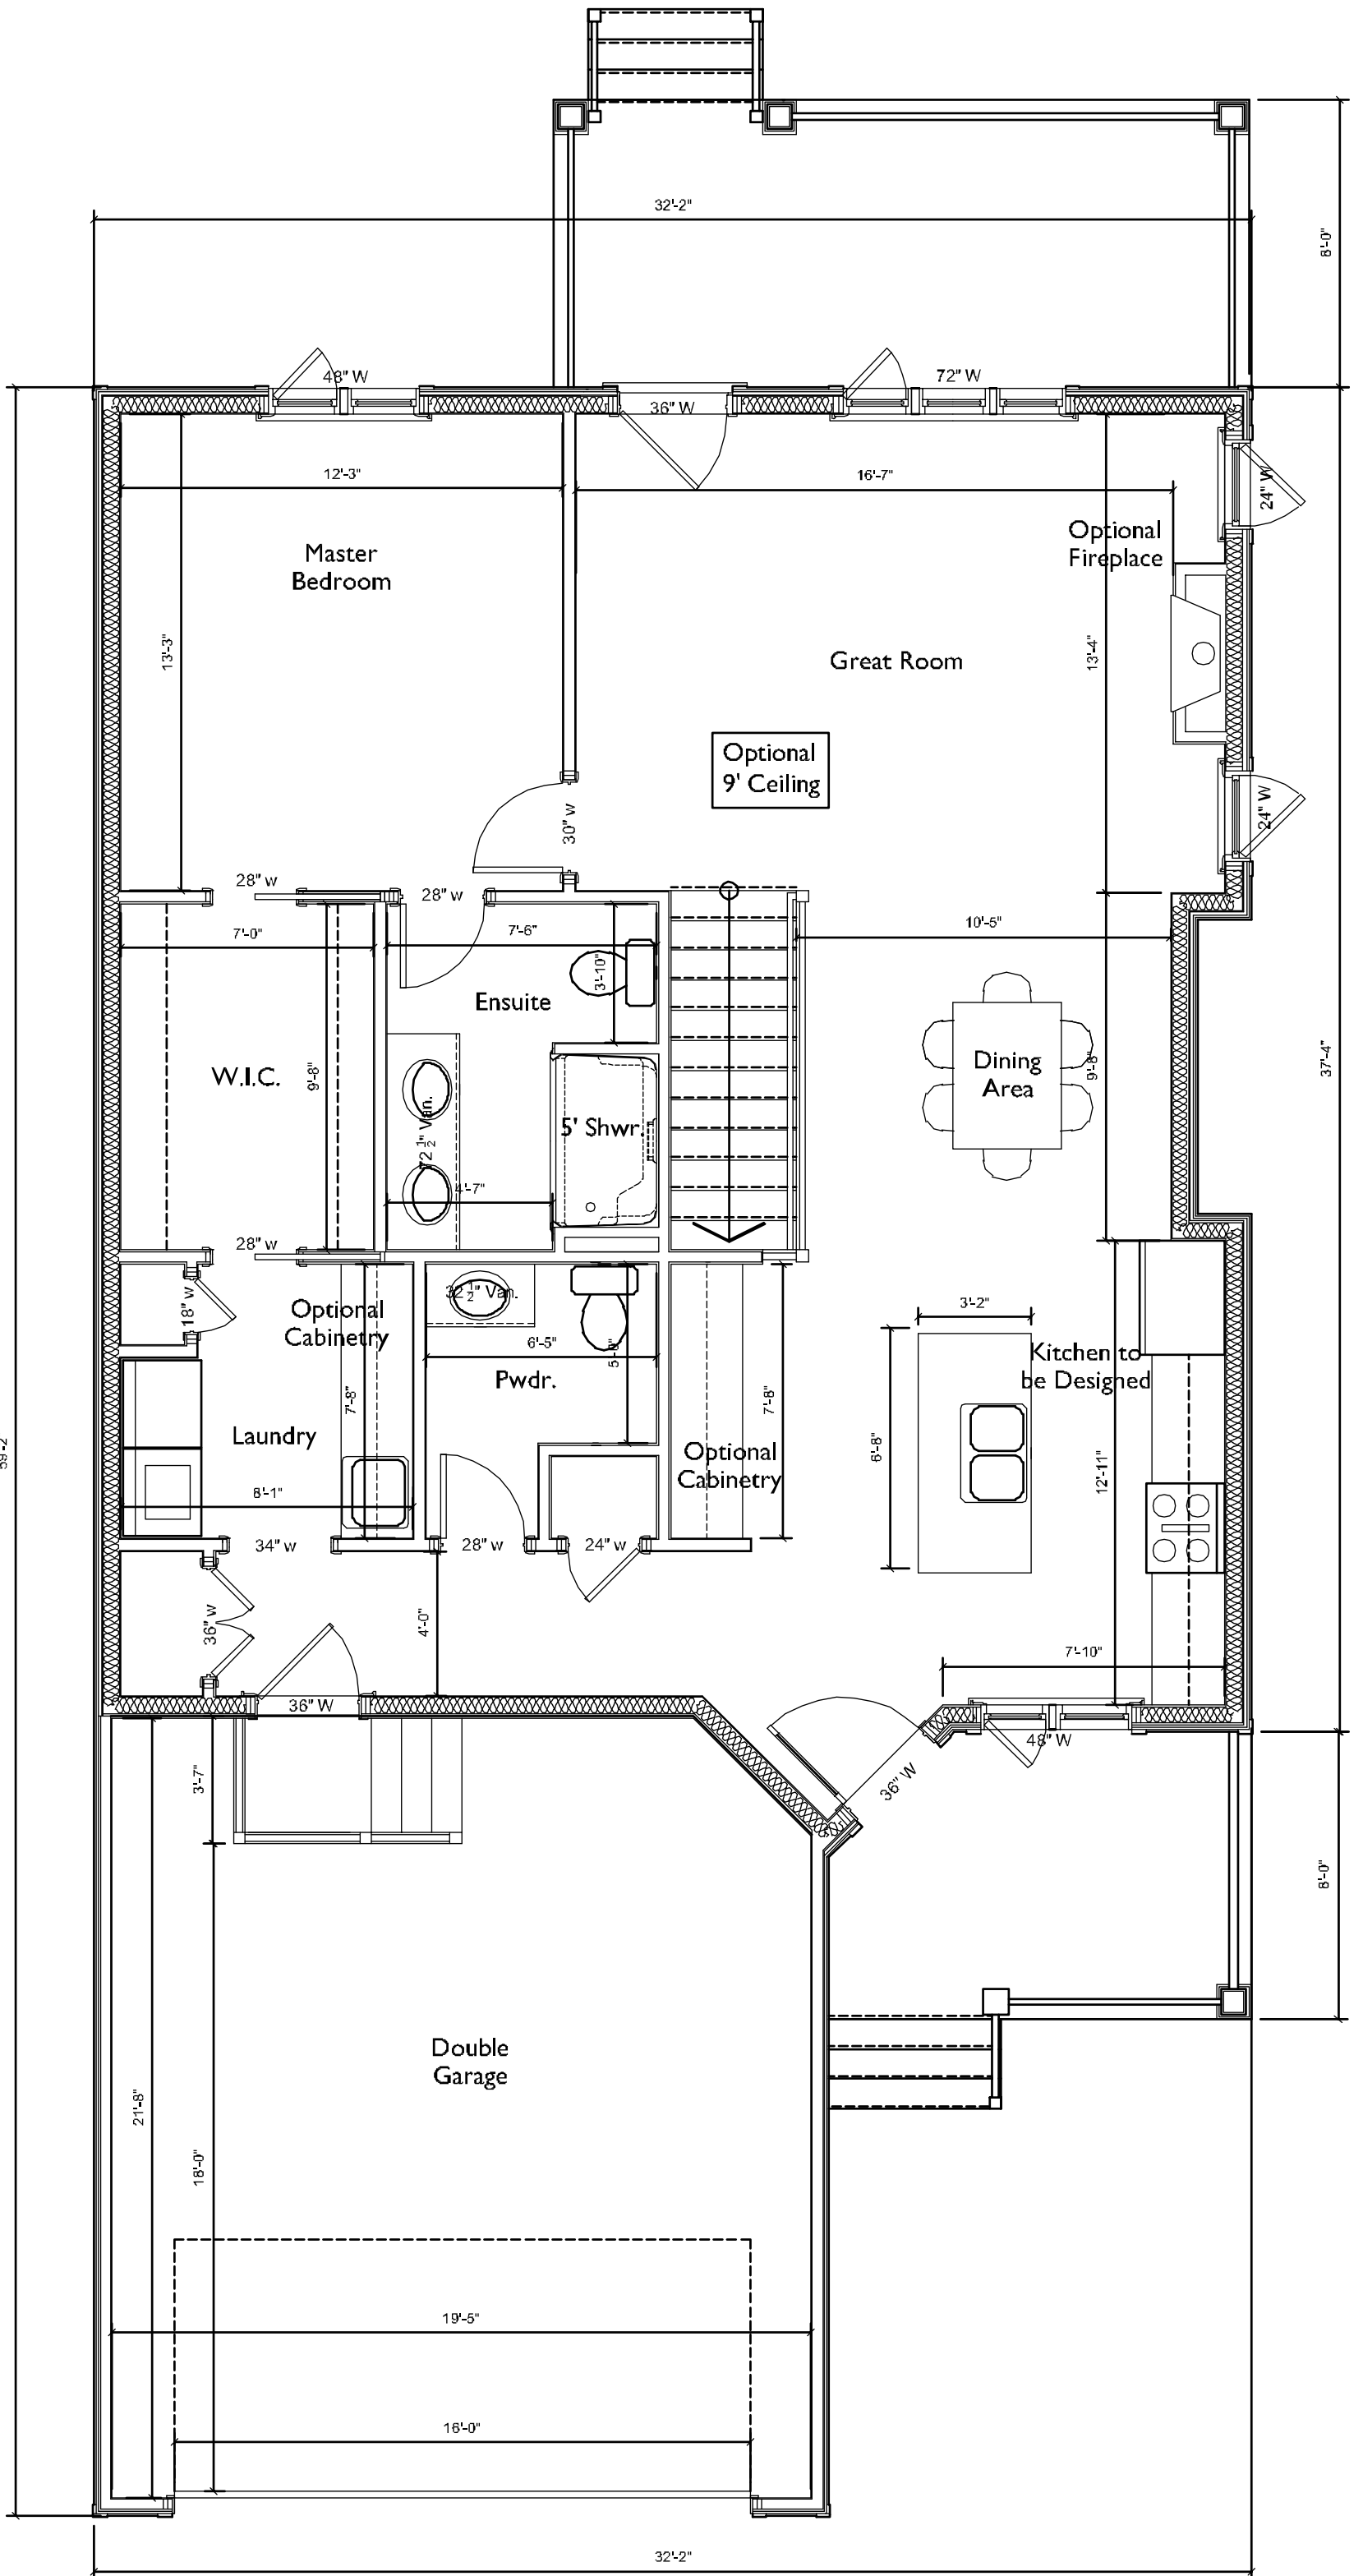 32'-2"
8'-0"
48" W
36" W
72" W
12'-3"
16'-7"
24" W
Optional
Fireplace
Master
Bedroom
13'-3"
Great Room
13'-4"
Optional
9' Ceiling
24" W
30" w
28" w
28" w
7'-0"
7'-6"
10'-5"
3'-10"
Ensuite
W.I.C.
9'-8"
Dining
Area
9'-8"
37'-4"
72 1/2" Van.
5' Shwr.
4'-7"
28" w
18" w
Optional
Cabinetry
32 1/2" Van.
3'-2"
6'-5"
Kitchen to
be Designed
Pwdr.
7'-8"
7'-8"
Laundry
6'-8"
Optional
Cabinetry
12'-11"
8'-1"
34" w
28" w
24" w
36" w
4'-0"
7'-10"
36" W
48" W
3'-7"
36" W
8'-0"
Double
Garage
21'-8"
18'-0"
19'-5"
16'-0"
32'-2"